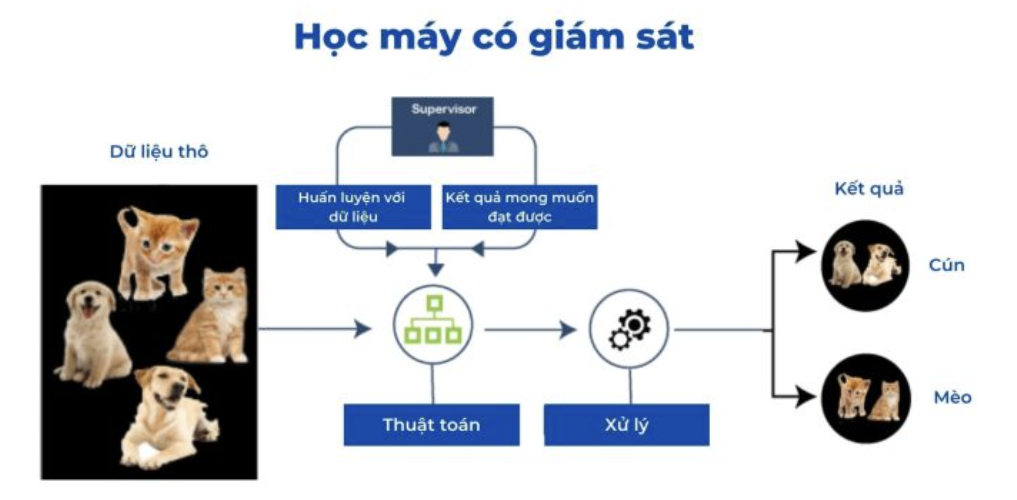 Học máy có giám sát
Supervisor
Dữ liệu thô
Huấn luyện với
dữ liệu
Kết quả mong muốn
đạt được
Kết quả
Cún
Mèo
Thuật toán
Xử lý